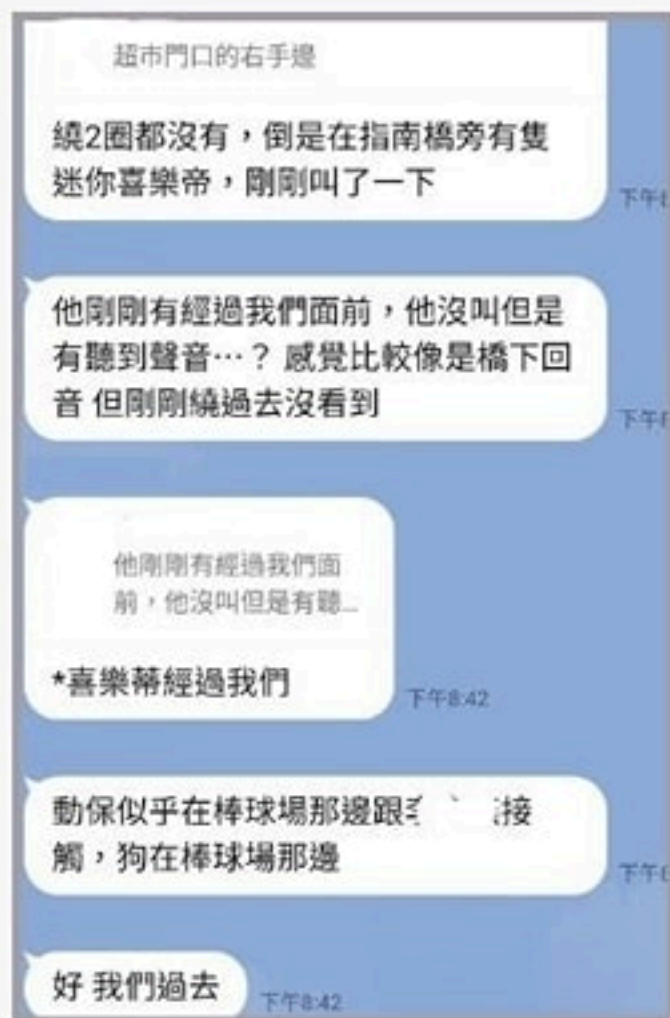 超市門口的右手邊
繞2圈都沒有，倒是在指南橋旁有隻
迷你喜樂帝，剛剛叫了一下
下午
他剛剛有經過我們面前，他沒叫但是
有聽到聲音…？ 感覺比較像是橋下回
音 但剛剛繞過去沒看到
下午
他剛剛有經過我們面
前，他沒叫但是有聽...
*喜樂蒂經過我們
下午8:42
動保似乎在棒球場那邊跟 接
觸，狗在棒球場那邊
下午
好 我們過去
下午8:42